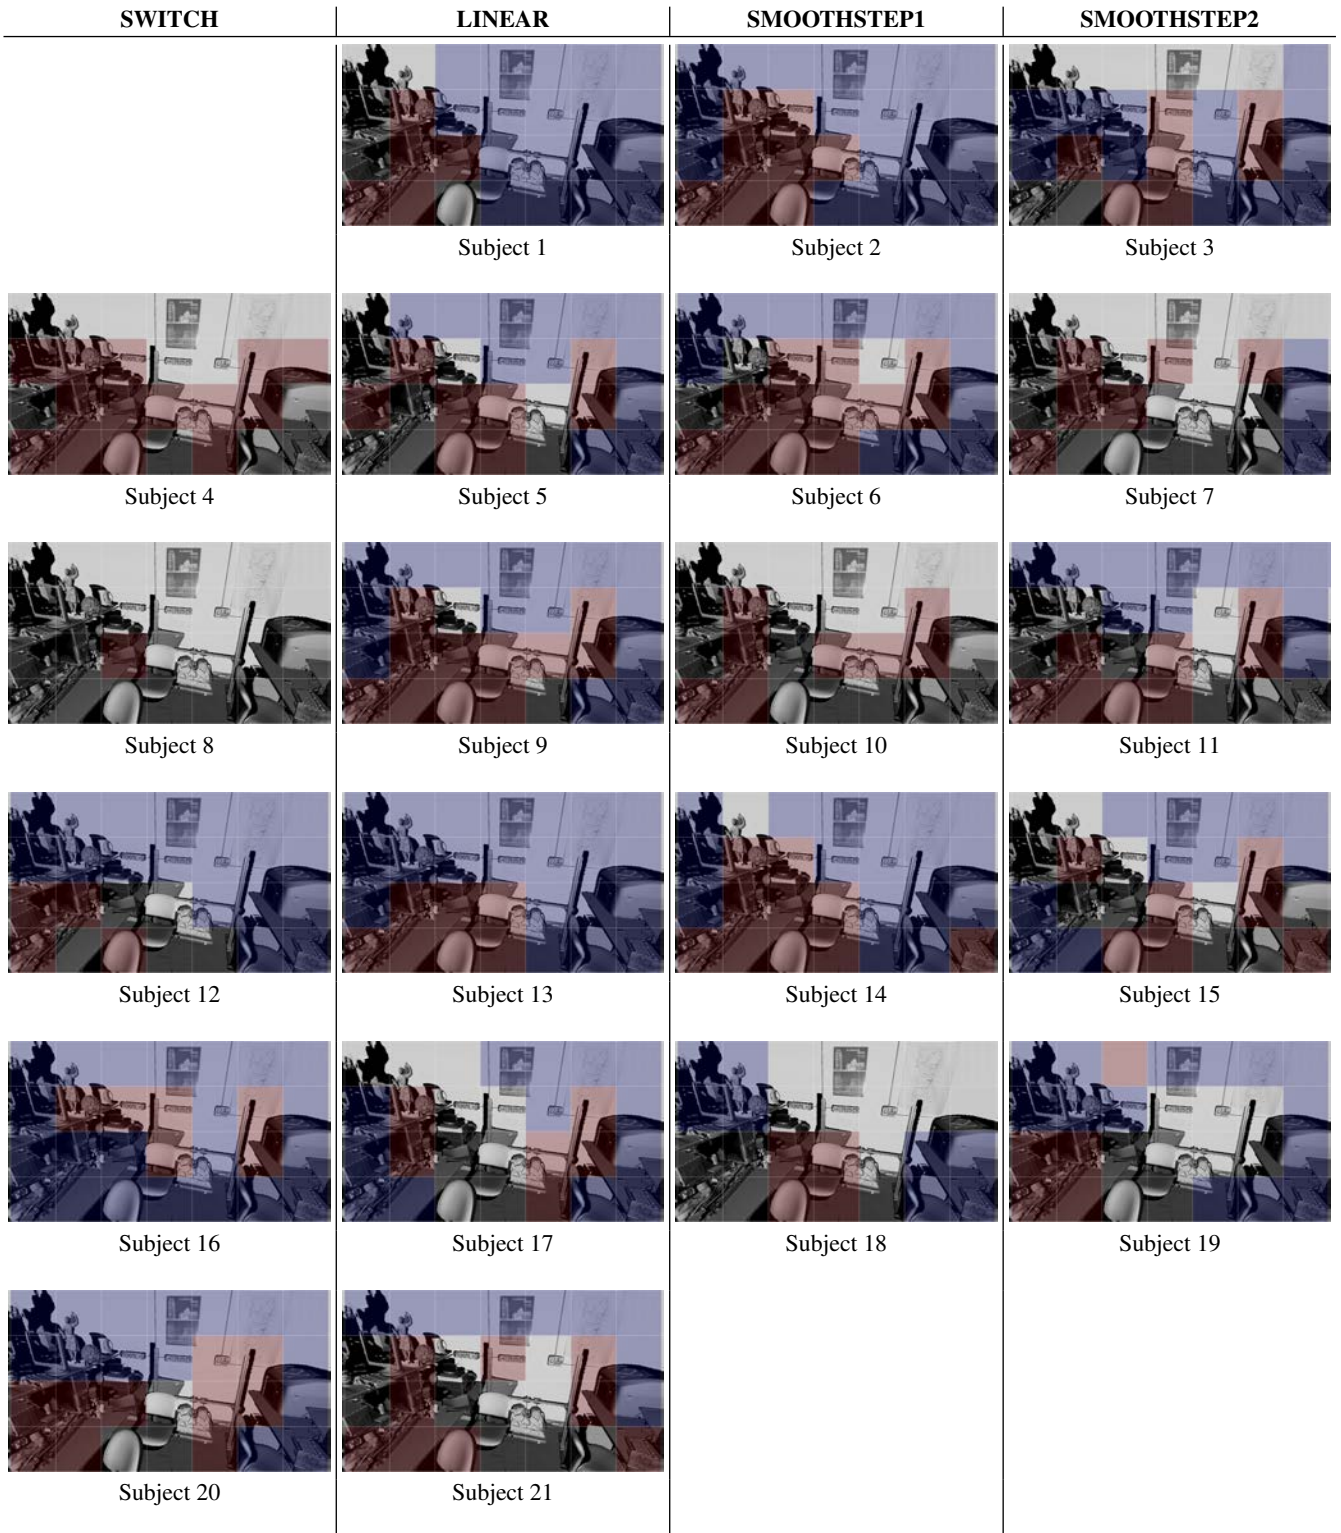 SWITCH LINEAR SMOOTHSTEP1 SMOOTHSTEP2
Subject 1 Subject 2 Subject 3
Subject 4 Subject 5 Subject 6 Subject 7
Subject 8 Subject 9 Subject 10 Subject 11
Subject 12 Subject 13 Subject 14 Subject 15
Subject 16 Subject 17 Subject 18 Subject 19
Subject 20 Subject 21